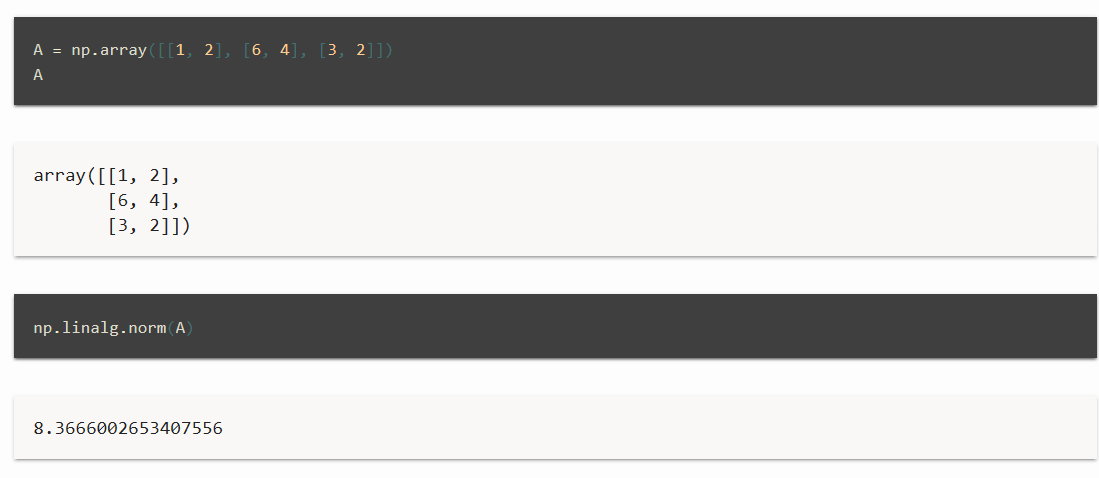 A = np.array([[1, 2], [6, 4], [3, 2]])
A
array([[1, 2],
       [6, 4],
       [3, 2]])
np.linalg.norm(A)
8.3666002653407556